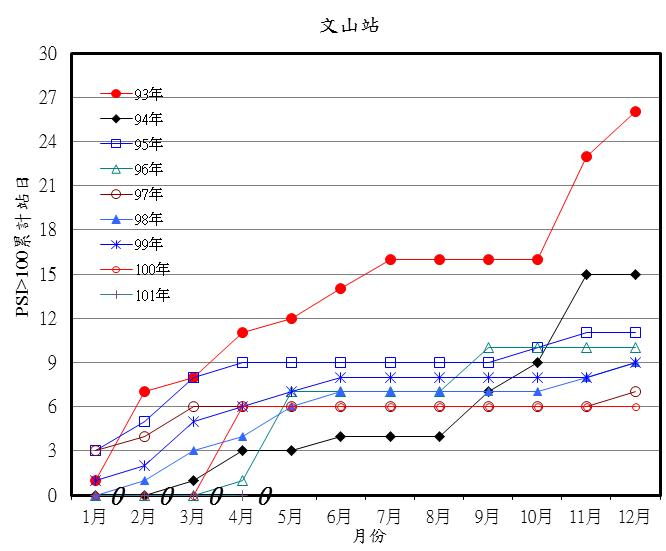 文山站
PSI>100累計站日
30
27
24
21
18
15
12
9
6
3
0
93年
94年
95年
96年
97年
98年
99年
100年
101年
0 0 0 0
1月 2月 3月 4月 5月 6月 7月 8月 9月 10月 11月 12月
月份